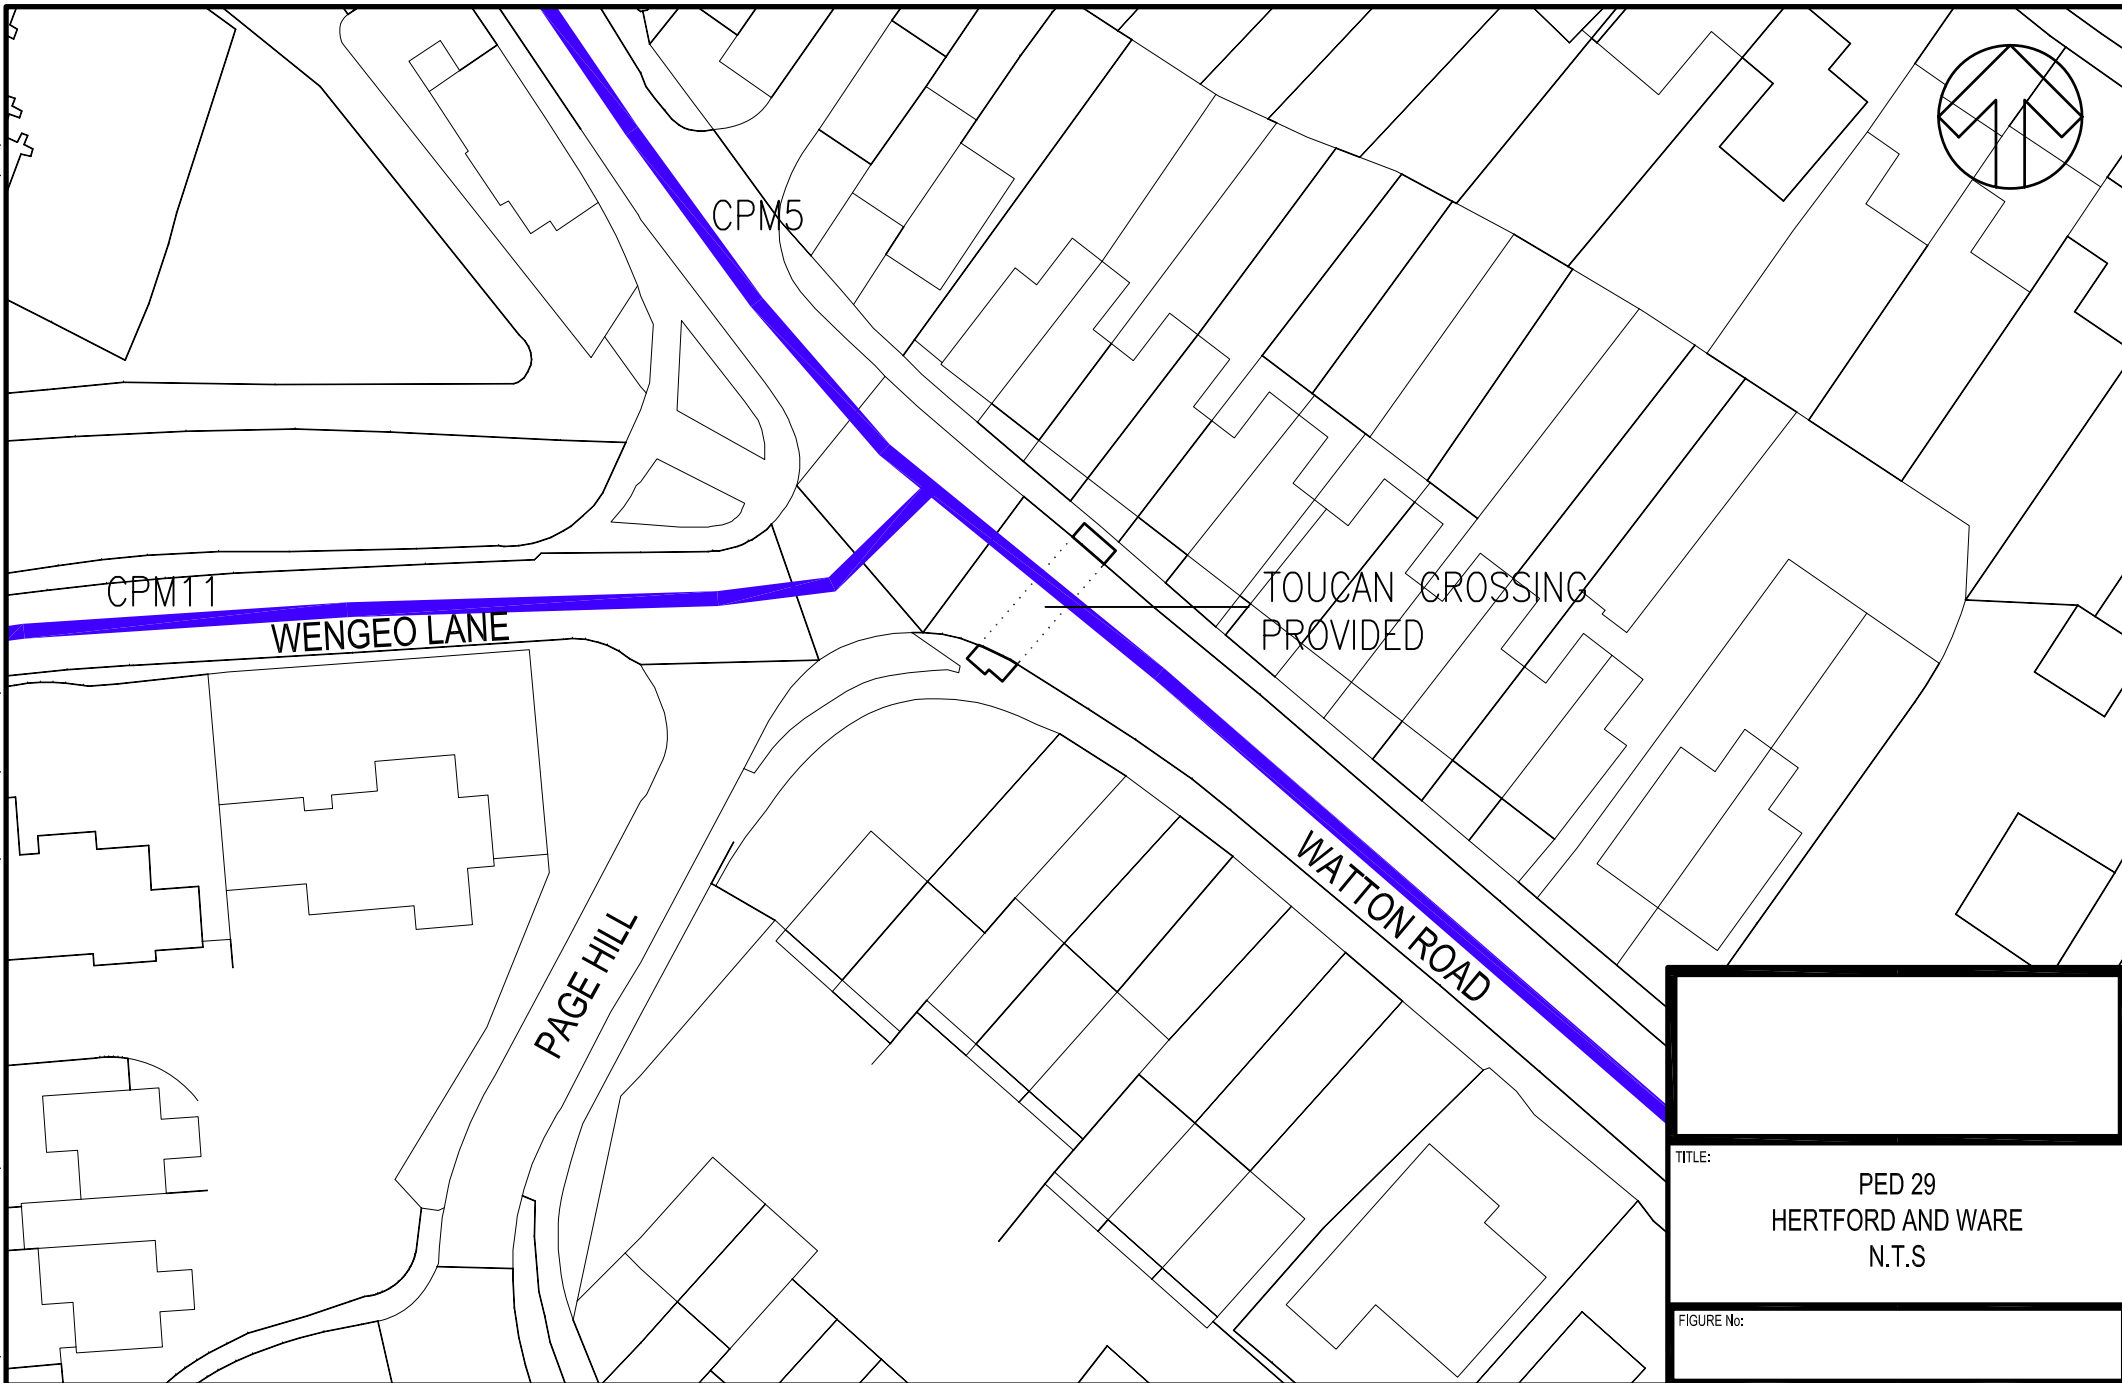 CPM5
CPM11
WENGEO LANE
TOUCAN CROSSING
PROVIDED
WATTON ROAD
PAGE HILL
TITLE:
PED 29
HERTFORD AND WARE
N.T.S
FIGURE No: